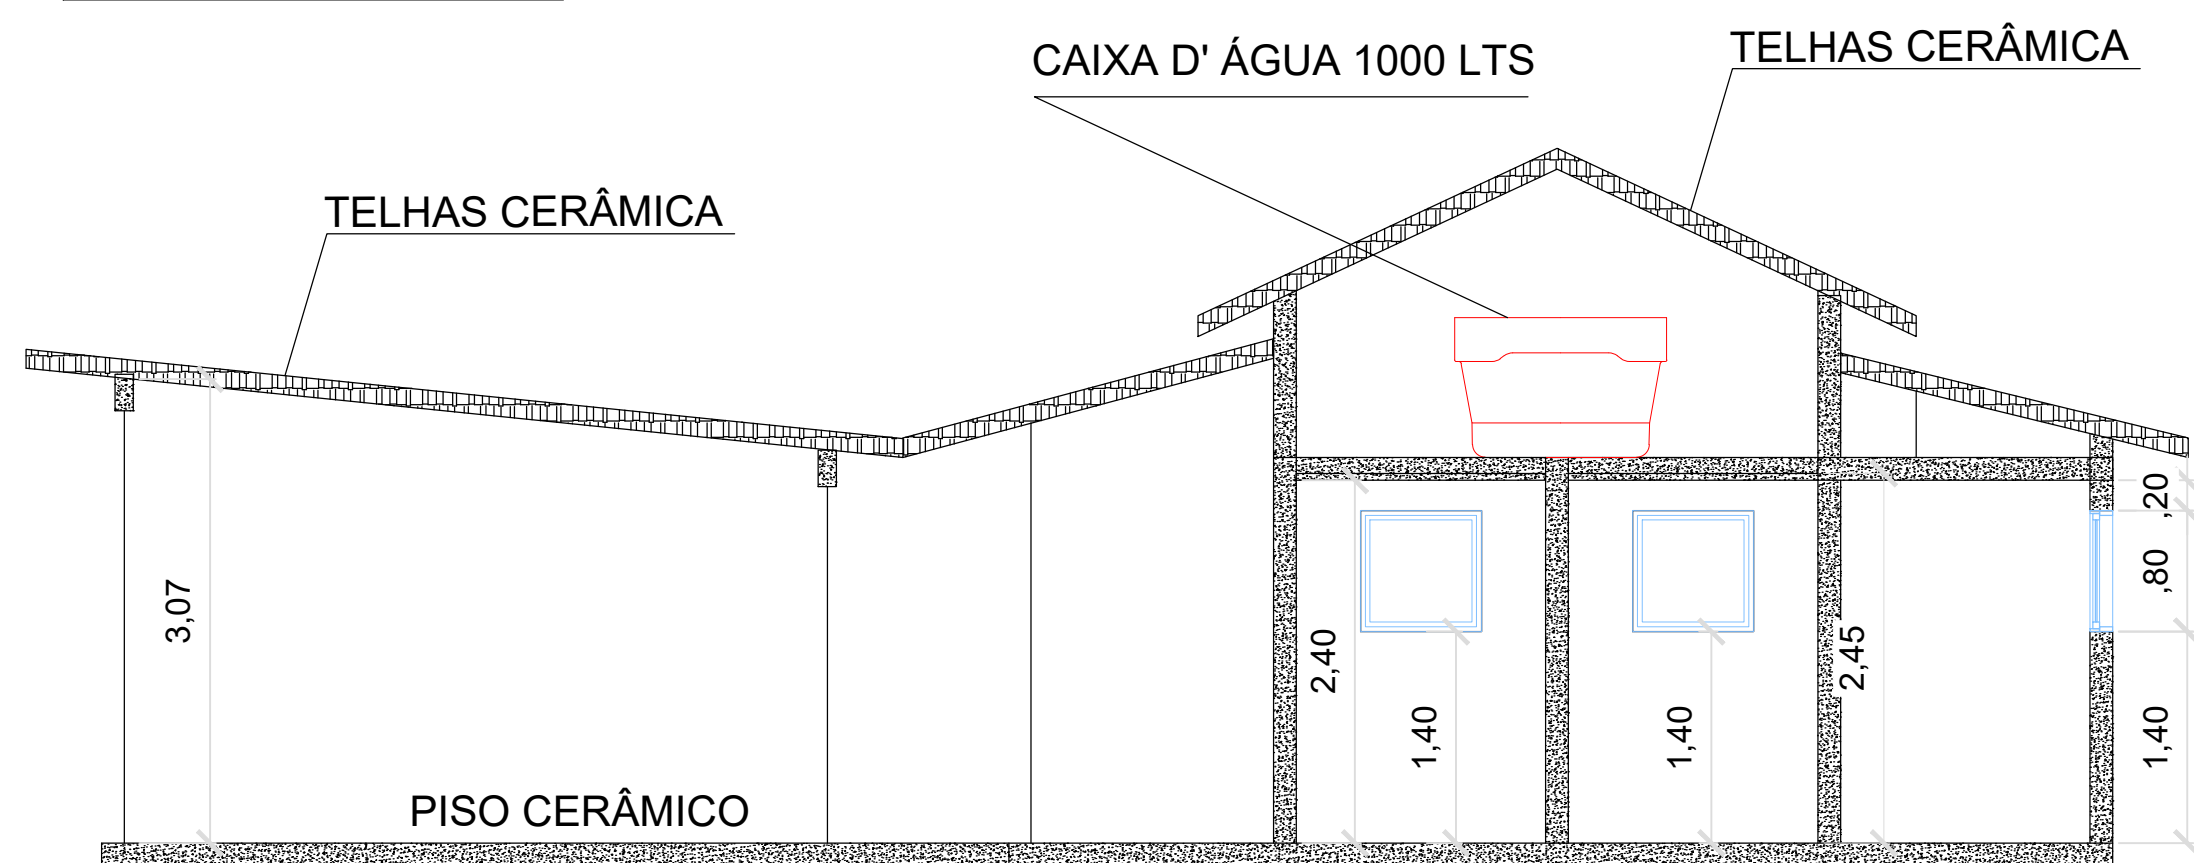 CAIXA D' ÁGUA 1000 LTS
TELHAS CERÂMICA
TELHAS CERÂMICA
3,07
2,40
1,40
1,40
2,45
,20
,80
1,40
PISO CERÂMICO